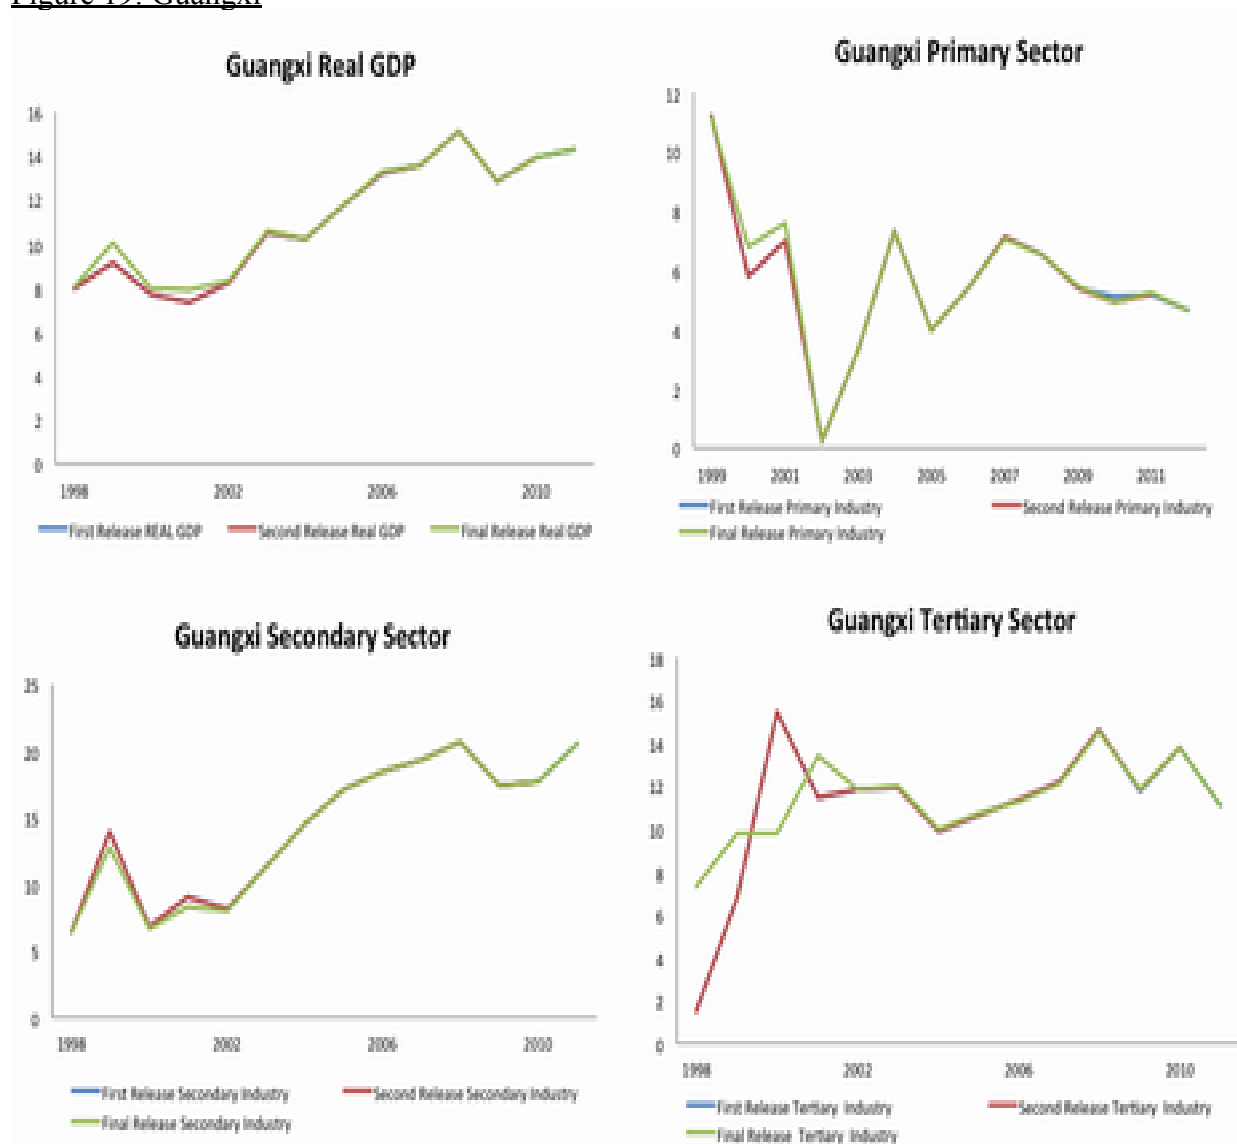 Figure 19: Guangxi
Guangxi Real GDP
16
14
12
10
8
6
4
2
0
1998 2002 2006 2010
First Release REAL GDP Second Release Real GDP Final Release Real GDP
Guangxi Primary Sector
12
10
8
6
4
2
0
1999 2001 2003 2005 2007 2009 2011
First Release Primary Industry Second Release Primary Industry
Final Release Primary Industry
Guangxi Secondary Sector
25
20
15
10
5
0
1998 2002 2006 2010
First Release Secondary Industry Second Release Secondary Industry
Final Release Secondary Industry
Guangxi Tertiary Sector
18
16
14
12
10
8
6
4
2
0
1998 2002 2006 2010
First Release Tertiary Industry Second Release Tertiary Industry
Final Release Tertiary Industry